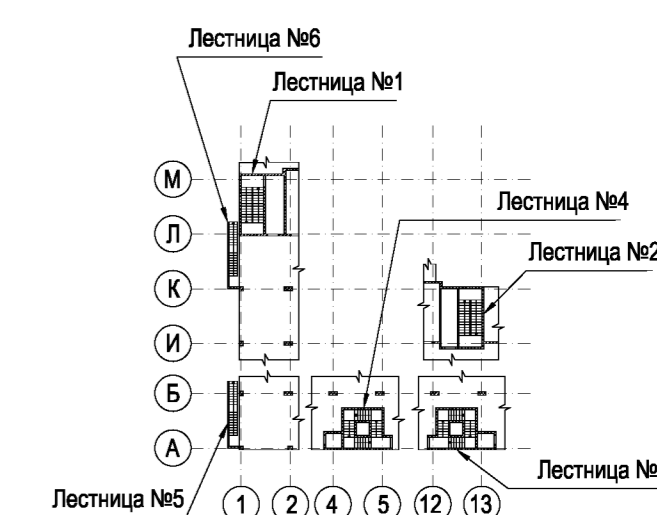 Лестница №6
Лестница №1
М
Лестница №4
Л
Лестница №2
К
И
Б
А
Лестница №
Лестница №5
1 2 4 5 12 13